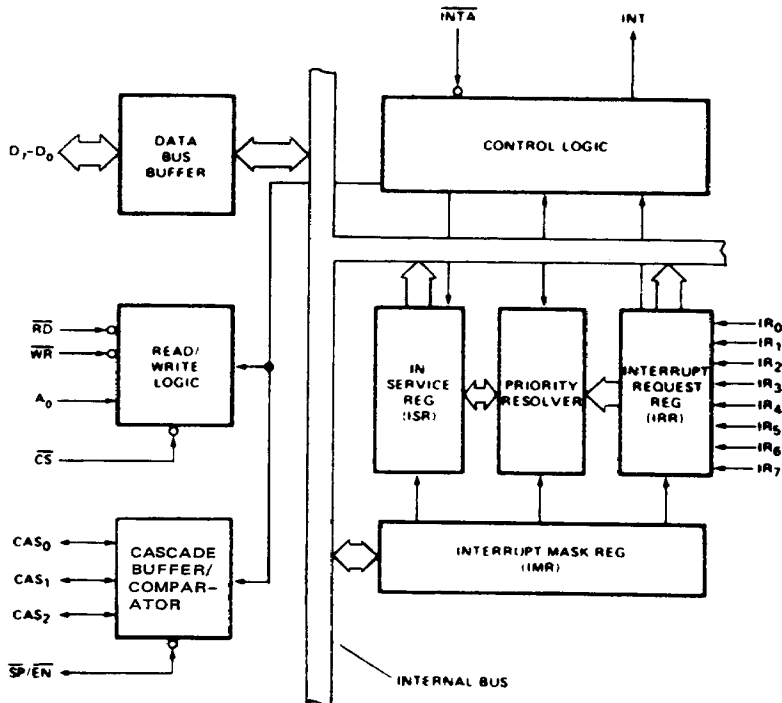 INTA
INT
D7-D0
DATA
BUS
BUFFER
CONTROL LOGIC
RD
WR
A0
CS
READ/
WRITE
LOGIC
IN
SERVICE
REG
(ISR)
PRIORITY
RESOLVER
INTERRUPT
REQUEST
REG
(IRR)
IR0
IR1
IR2
IR3
IR4
IR5
IR6
IR7
CAS0
CAS1
CAS2
SP/EN
CASCADE
BUFFER/
COMPAR-
ATOR
INTERRUPT MASK REG
(IMR)
INTERNAL BUS